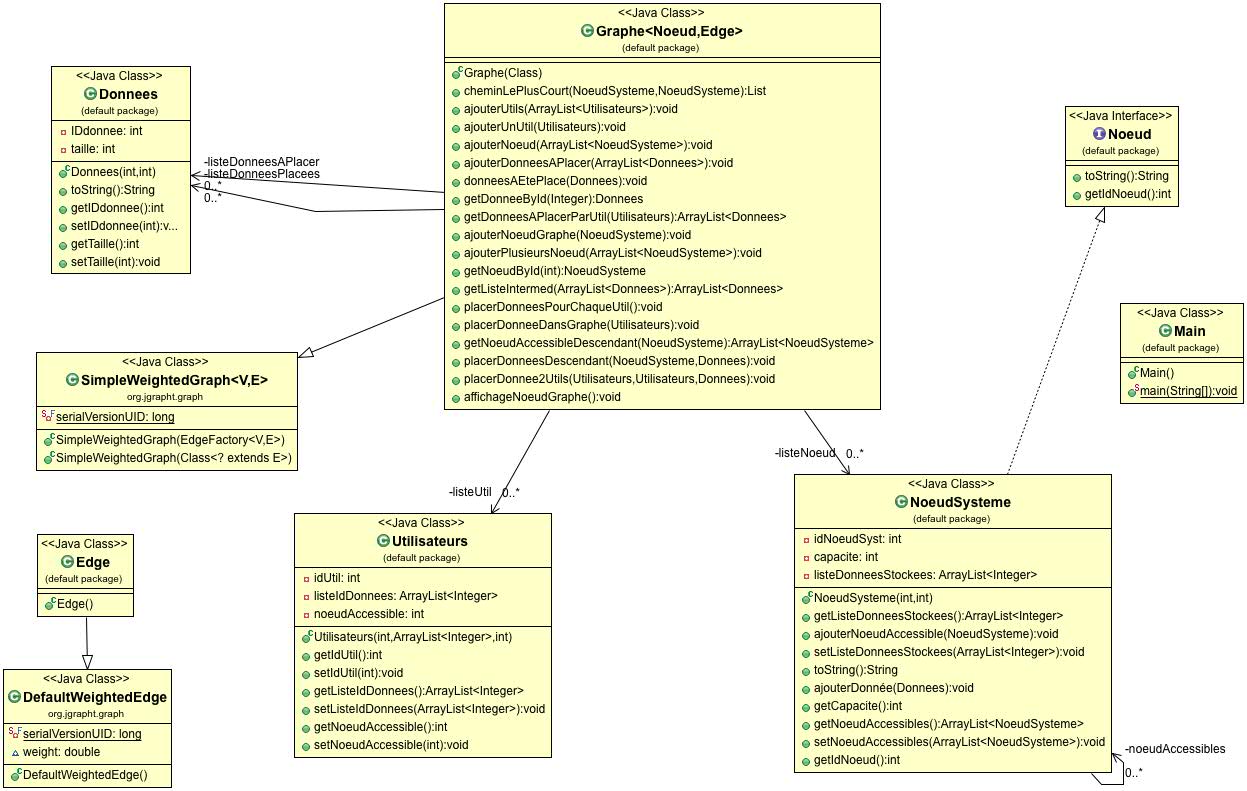 <<Java Class>>
Graphe<Noeud,Edge>
(default package)
Graphe(Class)
cheminLePlusCourt(NoeudSysteme,NoeudSysteme):List
ajouterUtils(ArrayList<Utilisateurs>):void
ajouterUnUtil(Utilisateurs):void
ajouterNoeud(ArrayList<NoeudSysteme>):void
ajouterDonneesAPlacer(ArrayList<Donnees>):void
donneesAEtePlace(Donnees):void
getDonneeById(Integer):Donnees
getDonneesAPlacerParUtil(Utilisateurs):ArrayList<Donnees>
ajouterNoeudGraphe(NoeudSysteme):void
ajouterPlusieursNoeud(ArrayList<NoeudSysteme>):void
getNoeudById(int):NoeudSysteme
getListeIntermed(ArrayList<Donnees>):ArrayList<Donnees>
placerDonneesPourChaqueUtil():void
placerDonneeDansGraphe(Utilisateurs):void
getNoeudAccessibleDescendant(NoeudSysteme):ArrayList<NoeudSysteme>
placerDonneesDescendant(NoeudSysteme,Donnees):void
placerDonnee2Utils(Utilisateurs,Utilisateurs,Donnees):void
affichageNoeudGraphe():void
<<Java Class>>
Donnees
(default package)
IDdonnee: int
taille: int
Donnees(int,int)
toString():String
getIDdonnee():int
setIDdonnee(int):v...
getTaille():int
setTaille(int):void
-listeDonneesAPlacer
-listeDonneesPlacees
0..*
0..*
<<Java Interface>>
Noeud
(default package)
toString():String
getIdNoeud():int
<<Java Class>>
Main
(default package)
Main()
main(String[]):void
<<Java Class>>
SimpleWeightedGraph<V,E>
org.jgrapht.graph
serialVersionUID: long
SimpleWeightedGraph(EdgeFactory<V,E>)
SimpleWeightedGraph(Class<? extends E>)
-listeUtil 0..*
-listeNoeud 0..*
<<Java Class>>
Edge
(default package)
Edge()
<<Java Class>>
DefaultWeightedEdge
org.jgrapht.graph
serialVersionUID: long
weight: double
DefaultWeightedEdge()
<<Java Class>>
Utilisateurs
(default package)
idUtil: int
listeIdDonnees: ArrayList<Integer>
noeudAccessible: int
Utilisateurs(int,ArrayList<Integer>,int)
getIdUtil():int
setIdUtil(int):void
getListeIdDonnees():ArrayList<Integer>
setListeIdDonnees(ArrayList<Integer>):void
getNoeudAccessible():int
setNoeudAccessible(int):void
<<Java Class>>
NoeudSysteme
(default package)
idNoeudSyst: int
capacite: int
listeDonneesStockees: ArrayList<Integer>
NoeudSysteme(int,int)
getListeDonneesStockees():ArrayList<Integer>
ajouterNoeudAccessible(NoeudSysteme):void
setListeDonneesStockees(ArrayList<Integer>):void
toString():String
ajouterDonnée(Donnees):void
getCapacite():int
getNoeudAccessibles():ArrayList<NoeudSysteme>
setNoeudAccessibles(ArrayList<NoeudSysteme>):void
getIdNoeud():int
-noeudAccessibles
0..*